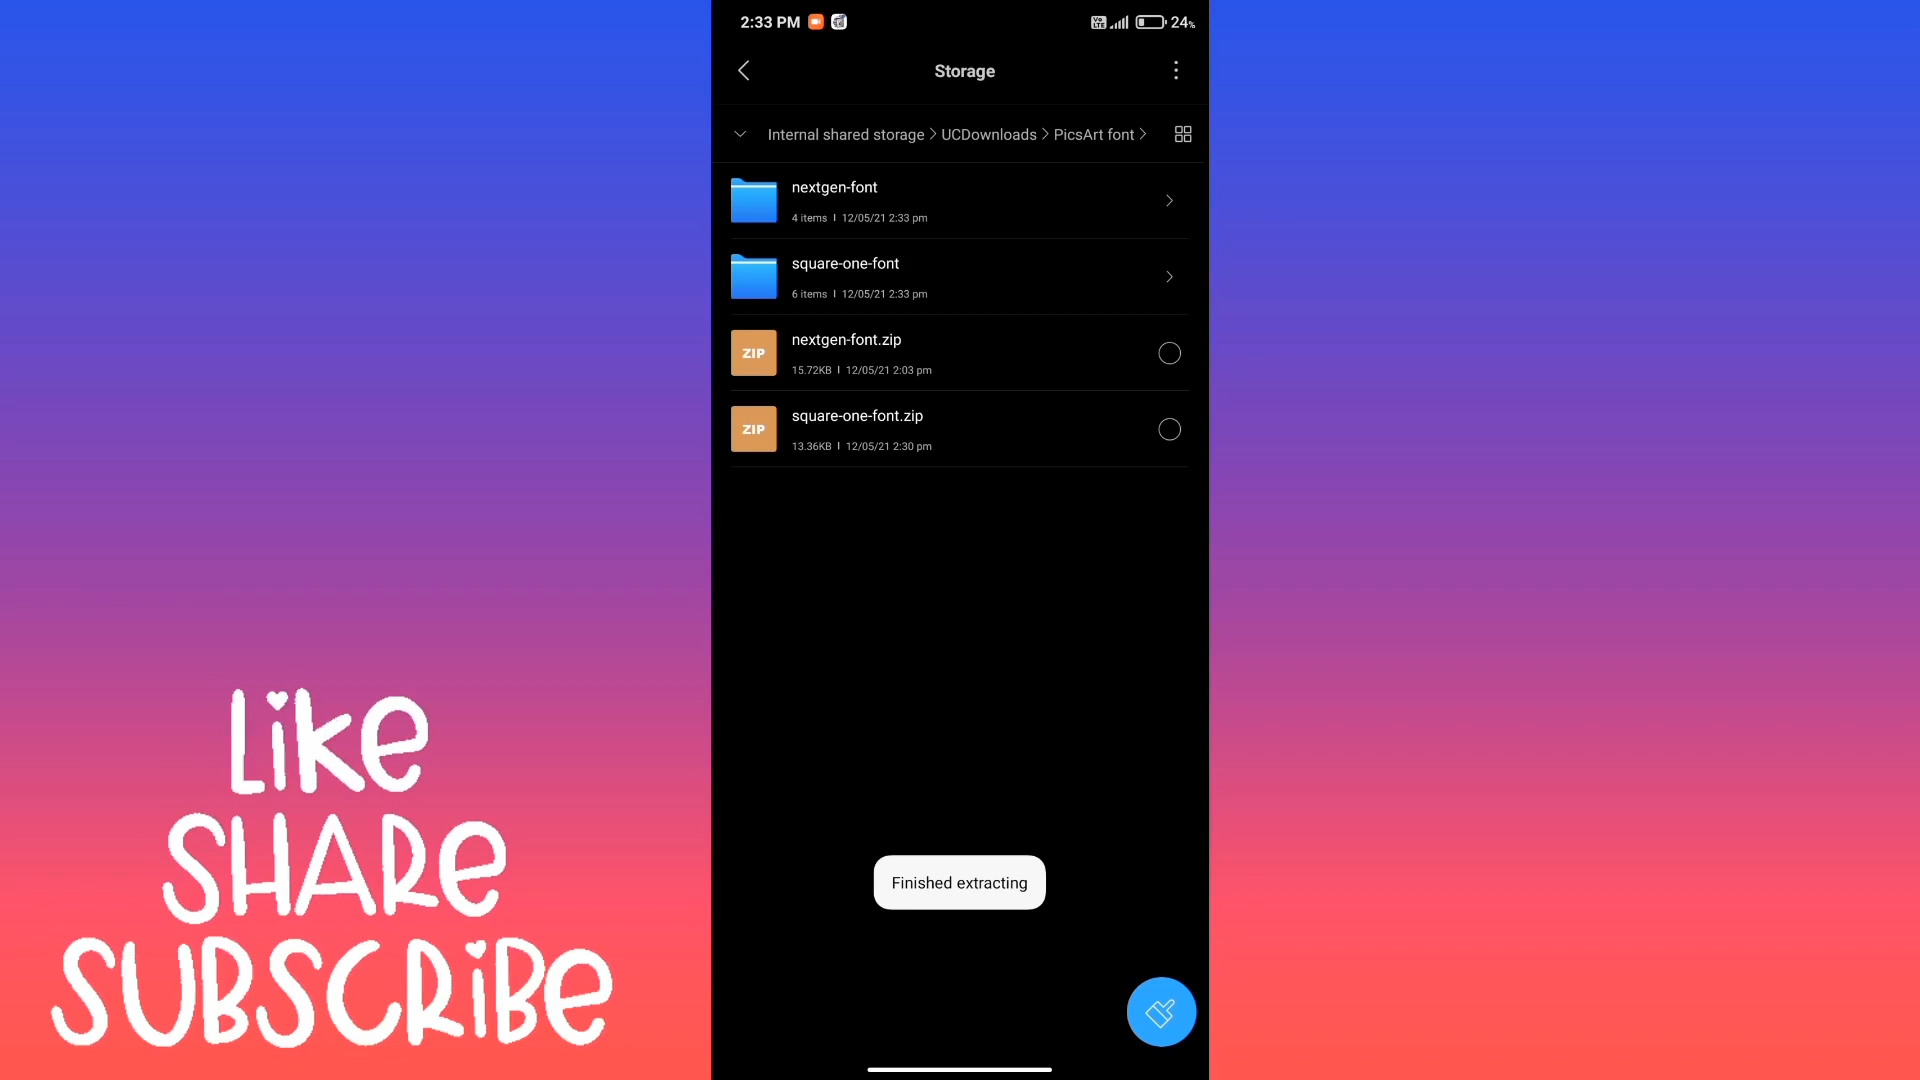 2:33 PM
Vo LTE
24%
Storage
Internal shared storage > UCDownloads > PicsArt font >
nextgen-font
4 items | 12/05/21 2:33 pm
square-one-font
6 items | 12/05/21 2:33 pm
ZIP
nextgen-font.zip
15.72KB | 12/05/21 2:03 pm
ZIP
square-one-font.zip
13.36KB | 12/05/21 2:30 pm
Finished extracting
Like
SHARe
SUBSCRiBe